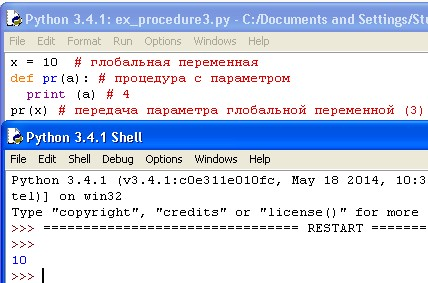 Python 3.4.1: ex_procedure3.py - C:/Documents and Settings/Stu
File Edit Format Run Options Windows Help
x = 10 # глобальная переменная
def pr(a): # процедура с параметром
print (a) # 4
pr(x) # передача параметра глобальной переменной (3)
Python 3.4.1 Shell
File Edit Shell Debug Options Windows Help
Python 3.4.1 (v3.4.1:c0e311e010fc, May 18 2014, 10:3
tel)] on win32
Type "copyright", "credits" or "license()" for more
>>> ================================ RESTART =======
>>>
10
>>>